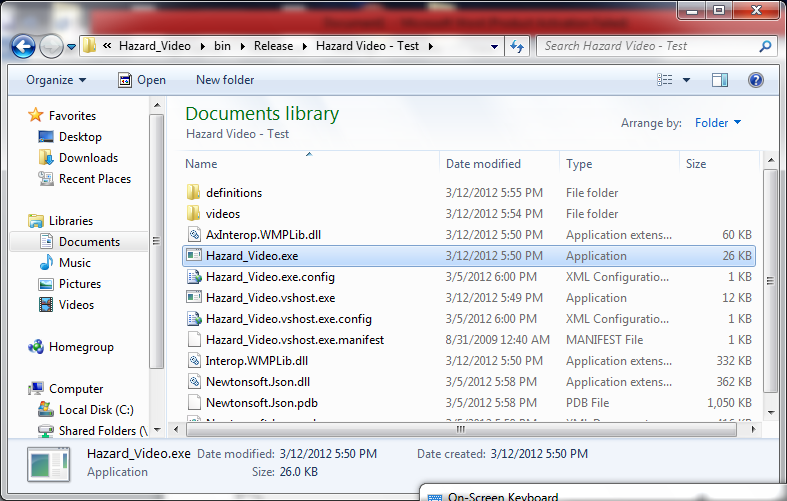 Hazard_Video bin Release Hazard Video - Test Search Hazard Video - Test
Organize Open New folder
Favorites
Desktop
Downloads
Recent Places
Libraries
Documents
Music
Pictures
Videos
Homegroup
Computer
Local Disk (C:)
Shared Folders (\
Documents library
Hazard Video - Test
Arrange by: Folder
Name Date modified Type Size
definitions 3/12/2012 5:55 PM File folder
videos 3/12/2012 5:54 PM File folder
AxInterop.WMPLib.dll 3/12/2012 5:50 PM Application extens... 60 KB
Hazard_Video.exe 3/12/2012 5:50 PM Application 26 KB
Hazard_Video.exe.config 3/5/2012 6:00 PM XML Configuratio... 1 KB
Hazard_Video.vshost.exe 3/12/2012 5:49 PM Application 12 KB
Hazard_Video.vshost.exe.config 3/5/2012 6:00 PM XML Configuratio... 1 KB
Hazard_Video.vshost.exe.manifest 8/31/2009 12:40 AM MANIFEST File 1 KB
Interop.WMPLib.dll 3/12/2012 5:50 PM Application extens... 332 KB
Newtonsoft.Json.dll 3/5/2012 5:58 PM Application extens... 362 KB
Newtonsoft.Json.pdb 3/5/2012 5:58 PM PDB File 1,050 KB
Hazard_Video.exe Date modified: 3/12/2012 5:50 PM Date created: 3/12/2012 5:50 PM
Application Size: 26.0 KB
On-Screen Keyboard